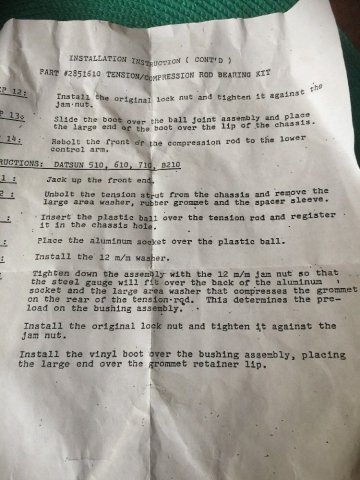 INSTALLATION INSTRUCTION ( CONT'D )
PART #2851610 TENSION/COMPRESSION ROD BEARING KIT
EP 12: Install the original lock nut and tighten it against the
jam nut.
EP 13: Slide the boot over the ball joint assembly and place
the large end of the boot over the lip of the chassis.
14: Rebolt the front of the compression rod to the lower
control arm.
RUCTIONS: DATSUN 510, 610, 710, B210
1 : Jack up the front end.
2 : Unbolt the tension strut from the chassis and remove the
large area washer, rubber grommet and the spacer sleeve.
: Insert the plastic ball over the tension rod and register
it in the chassis hole.
: Place the aluminum socket over the plastic ball.
: Install the 12 m/m washer.
: Tighten down the assembly with the 12 m/m jam nut so that
the steel gauge will fit over the back of the aluminum
socket and the large area washer that compresses the grommet
on the rear of the tension rod. This determines the pre-
load on the bushing assembly.
Install the original lock nut and tighten it against the
jam nut.
Install the vinyl boot over the bushing assembly, placing
the large end over the grommet retainer lip.